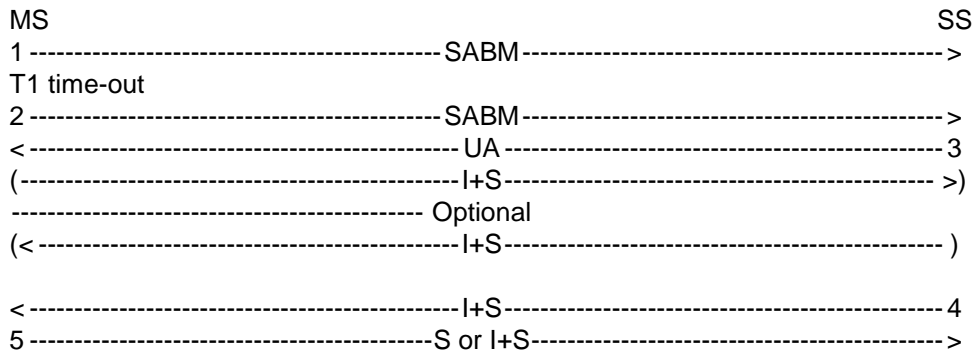 MS SS
1 ----------------------------------------------SABM----------------------------------------------- >
T1 time-out
2 ----------------------------------------------SABM----------------------------------------------- >
< ------------------------------------------------ UA ------------------------------------------------- 3
(-------------------------------------------------I+S------------------------------------------------ >)
---------------------------------------------- Optional
(< -----------------------------------------------I+S------------------------------------------------- )
< ------------------------------------------------I+S------------------------------------------------- 4
5 ---------------------------------------------S or I+S---------------------------------------------- >